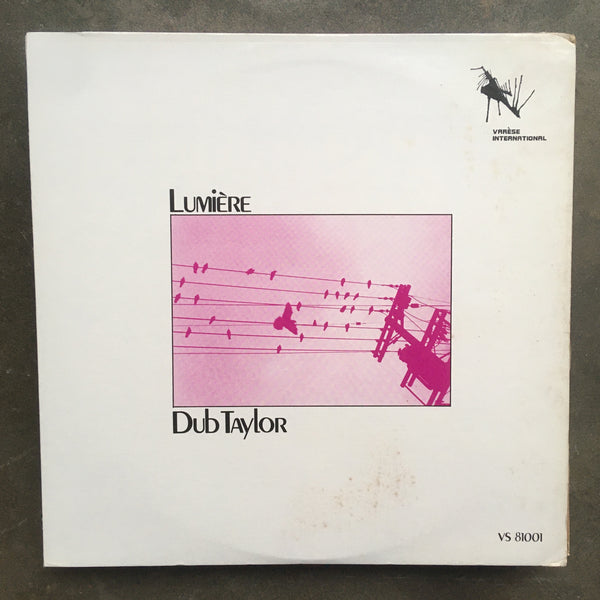 VARÈSE
INTERNATIONAL
LUMIÈRE
DUB TAYLOR
VS 81001